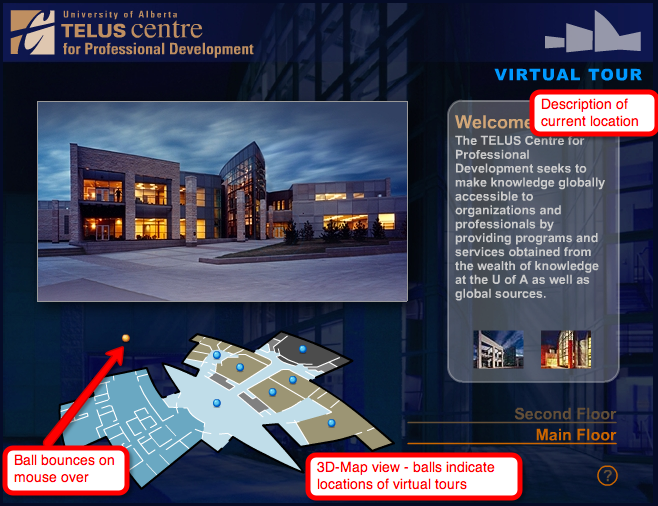 University of Alberta
TELUS centre
for Professional Development
VIRTUAL TOUR
Description of
current location
Welcome
The TELUS Centre for
Professional
Development seeks to
make knowledge globally
accessible to
organizations and
professionals by
providing programs and
services obtained from
the wealth of knowledge
at the U of A as well as
global sources.
Second Floor
Main Floor
Ball bounces on
mouse over
3D-Map view - balls indicate
locations of virtual tours
?